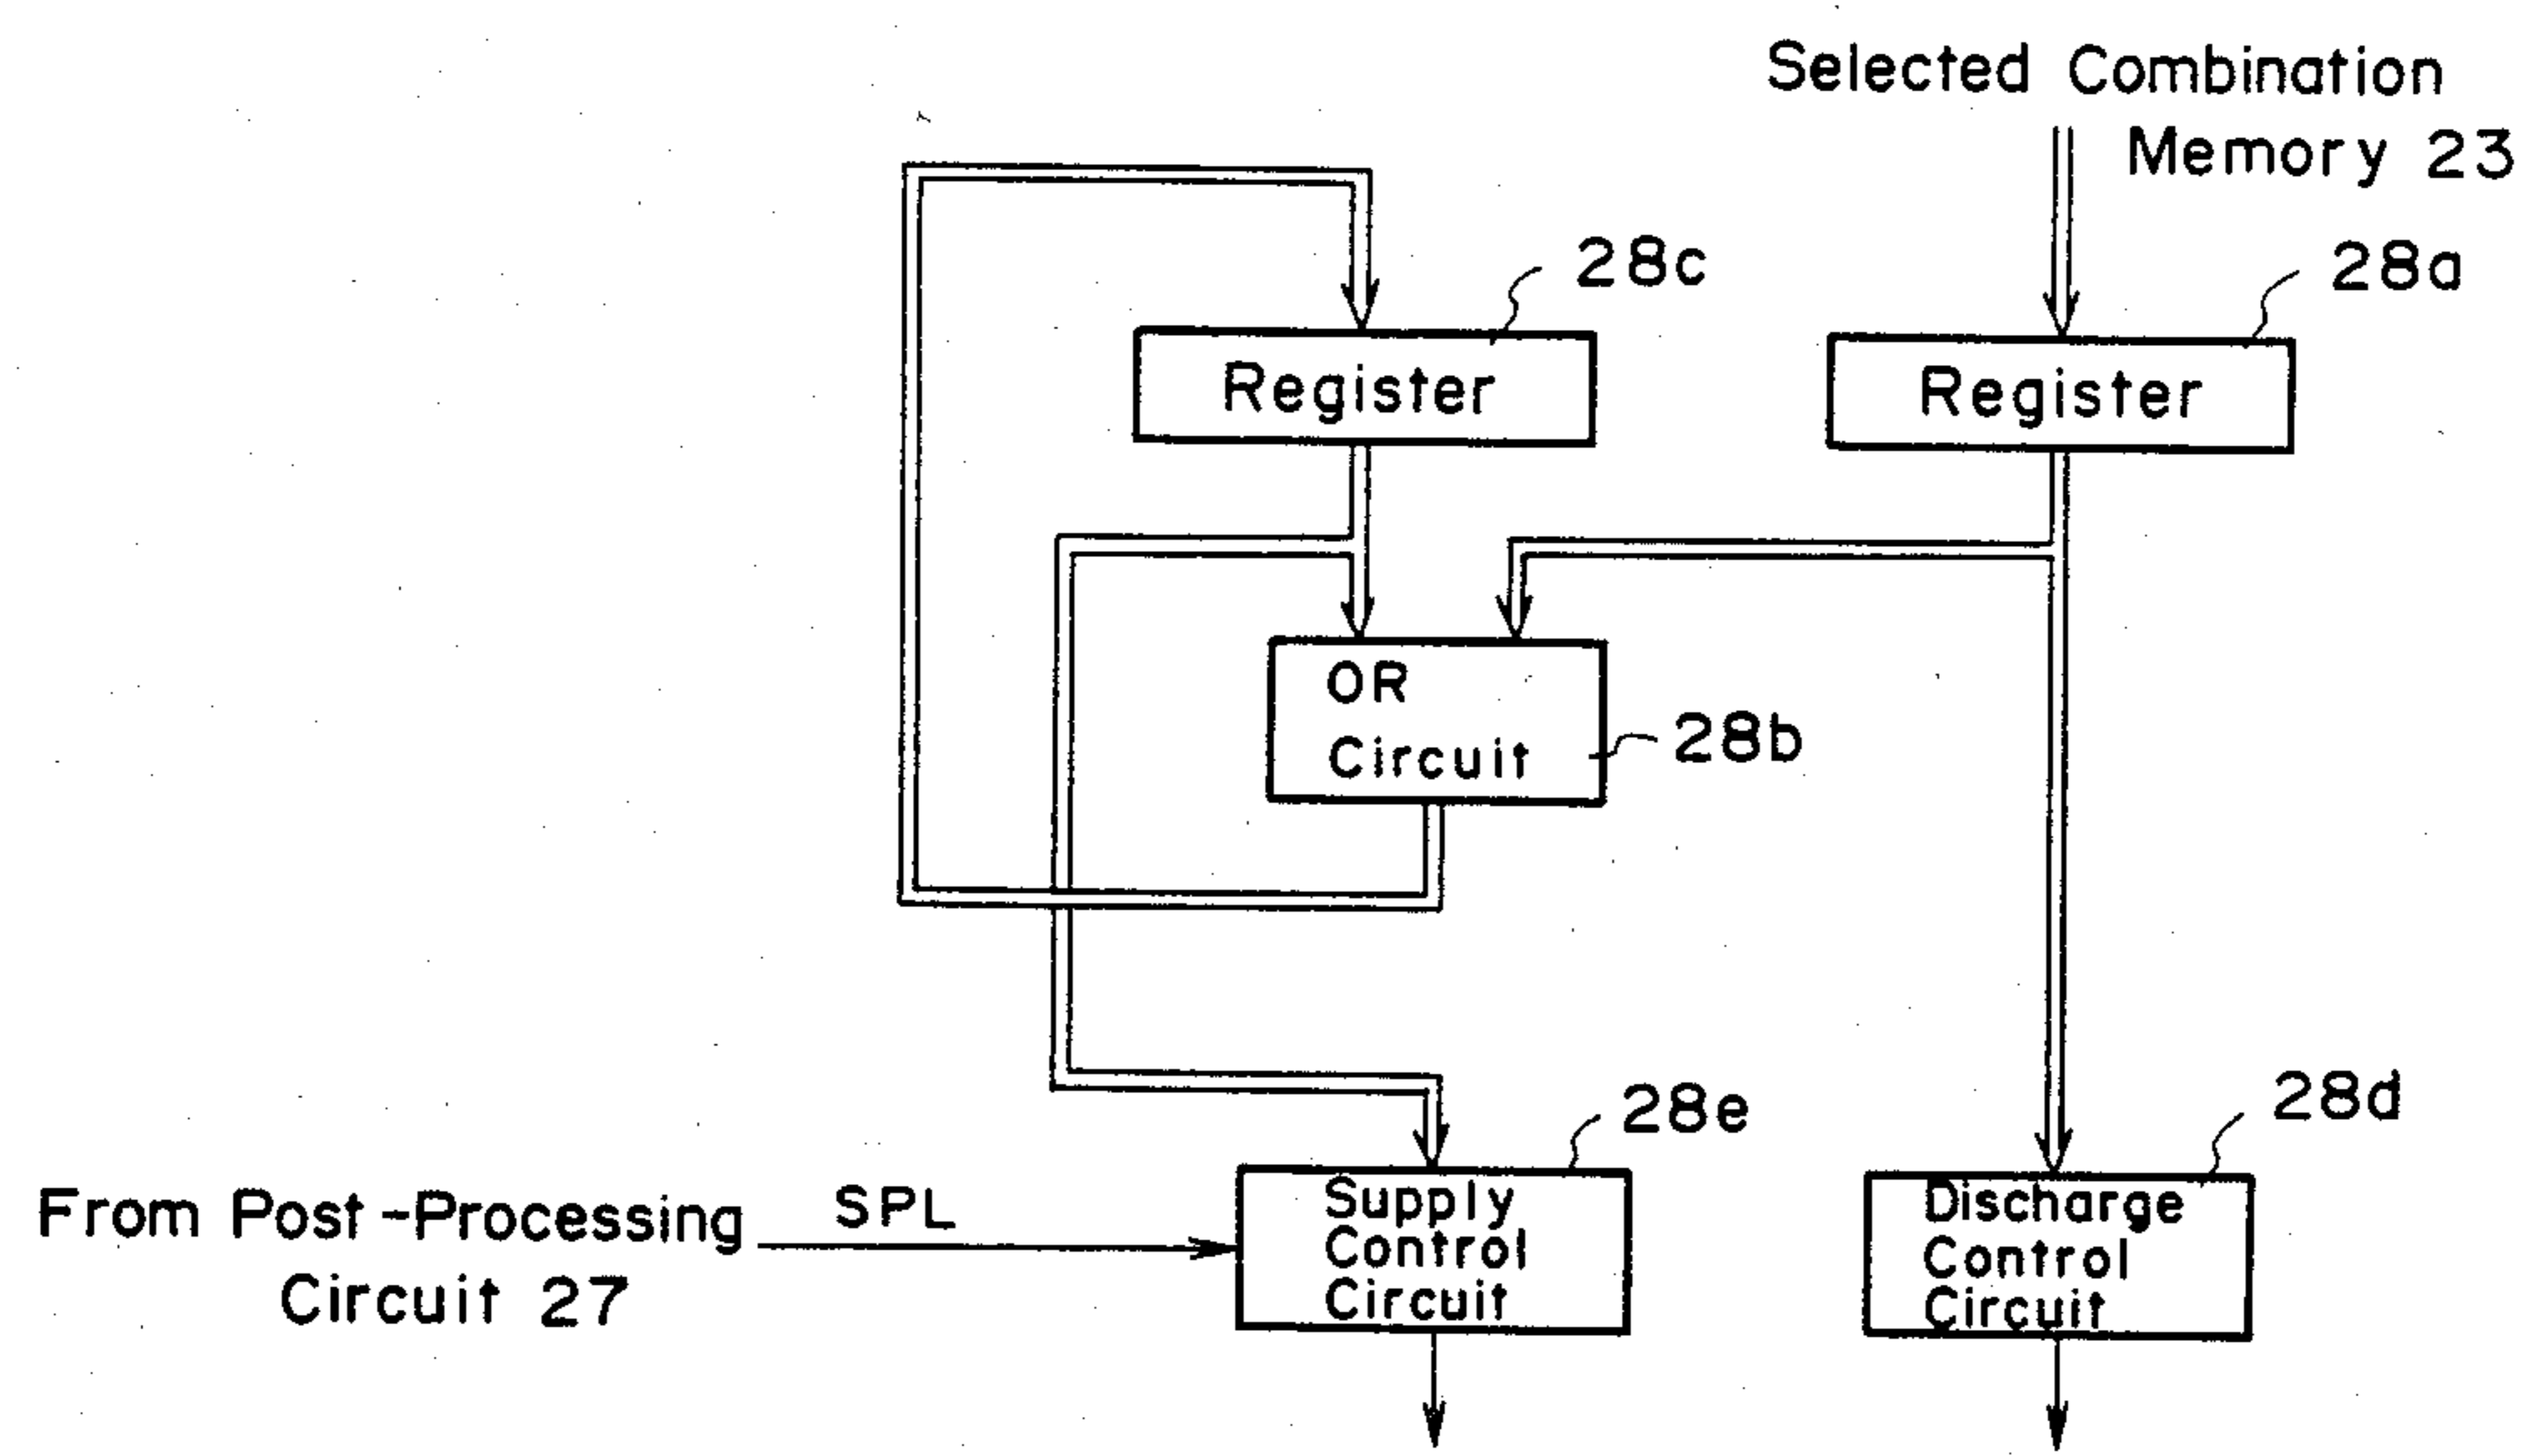 Selected Combination
Memory 23
28c
28a
Register
Register
OR
Circuit
28b
28e
28d
From Post-Processing
Circuit 27
SPL
Supply
Control
Circuit
Discharge
Control
Circuit